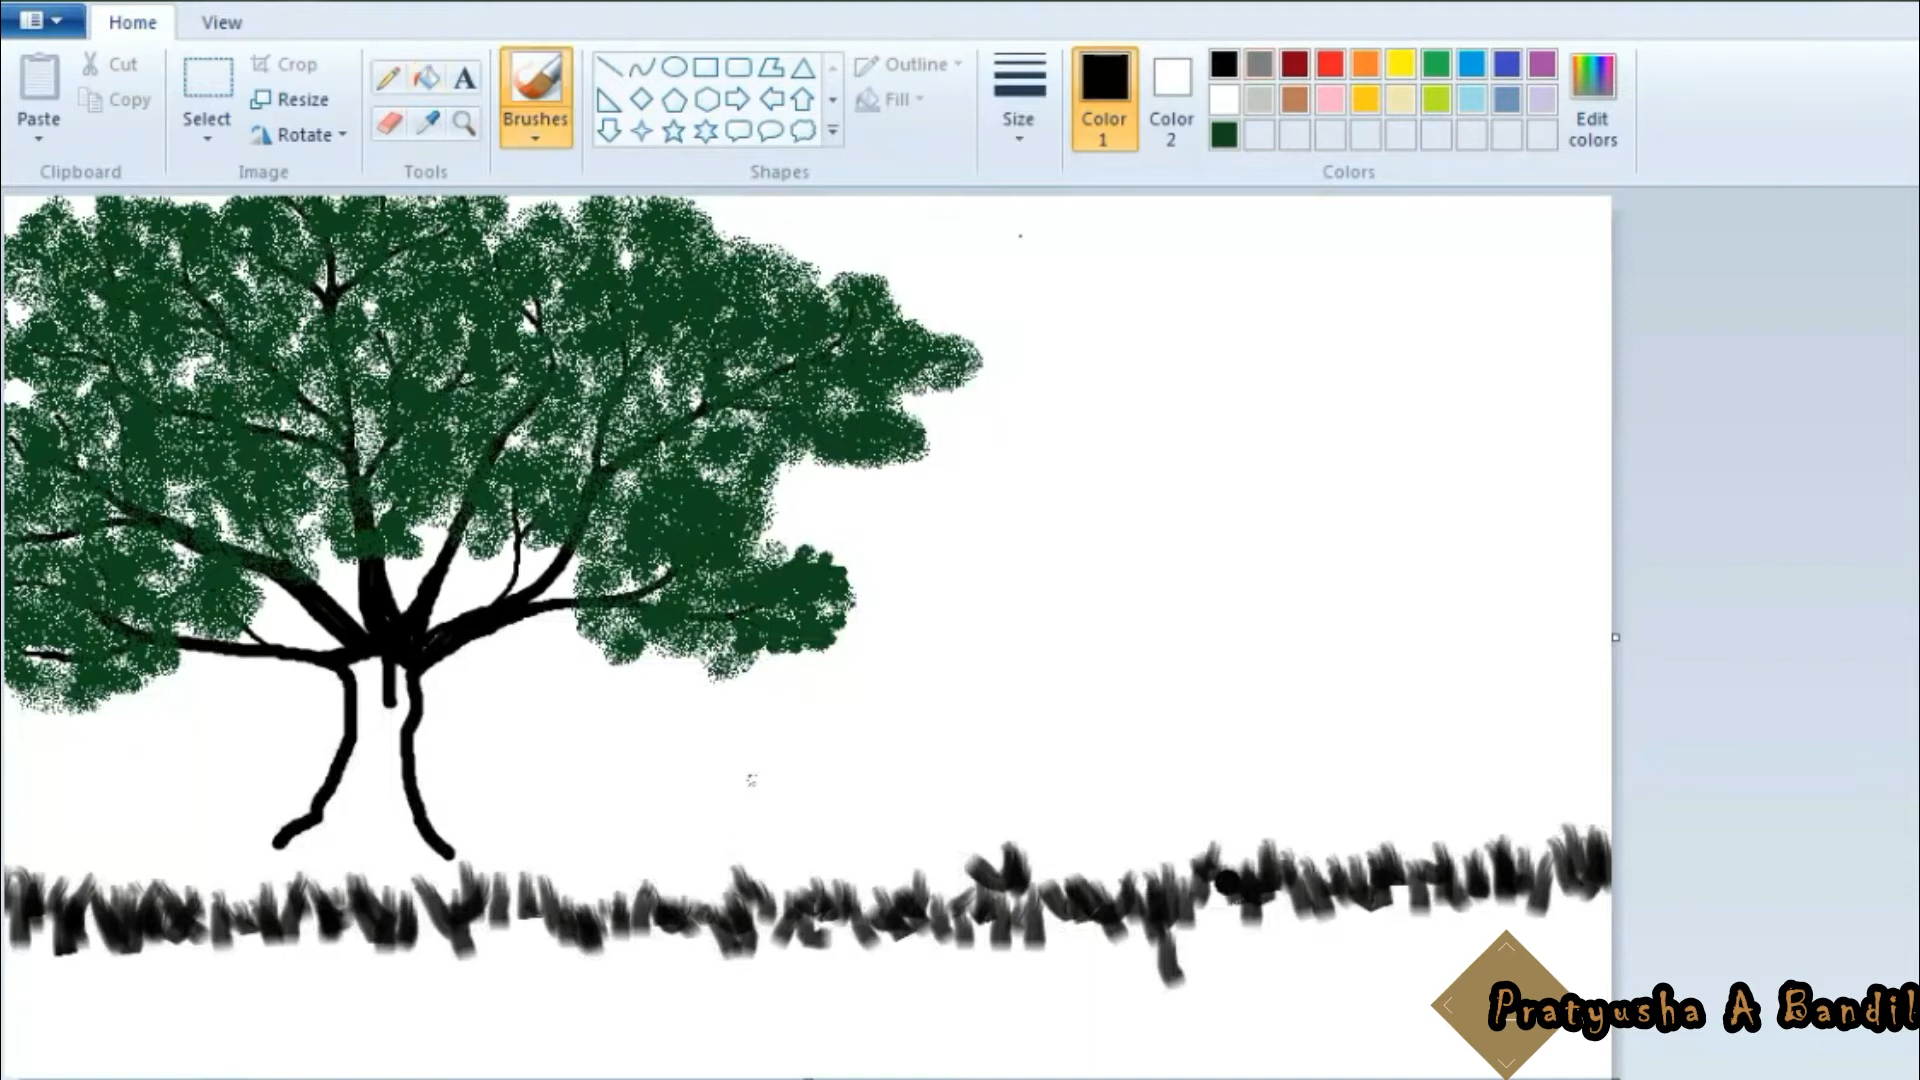 Home View
Cut
Copy
Paste
Clipboard
Crop
Resize
Rotate
Select
Image
A
Tools
Brushes
Outline
Fill
Shapes
Size
Color 1
Color 2
Edit colors
Colors
Pratyusha A Bandil